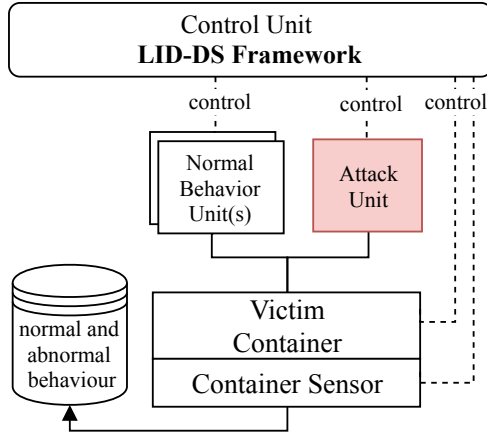 Control Unit
LID-DS Framework
control
control
control
Normal
Behavior
Unit(s)
Attack
Unit
Victim
Container
Container Sensor
normal and
abnormal
behaviour